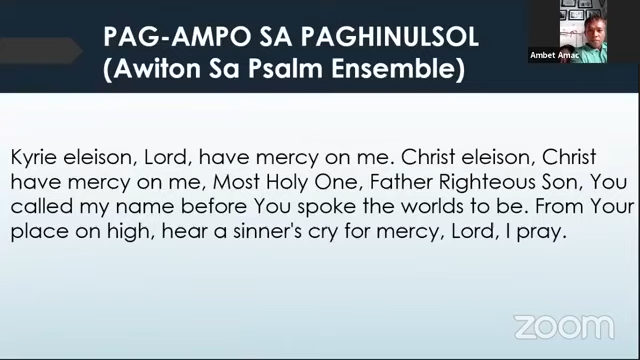 PAG-AMPO SA PAGHINULSOL
(Awiton Sa Psalm Ensemble)
Ambet Amac
Kyrie eleison, Lord, have mercy on me. Christ eleison, Christ
have mercy on me, Most Holy One, Father Righteous Son, You
called my name before You spoke the worlds to be. From Your
place on high, hear a sinner's cry for mercy, Lord, I pray.
zoom